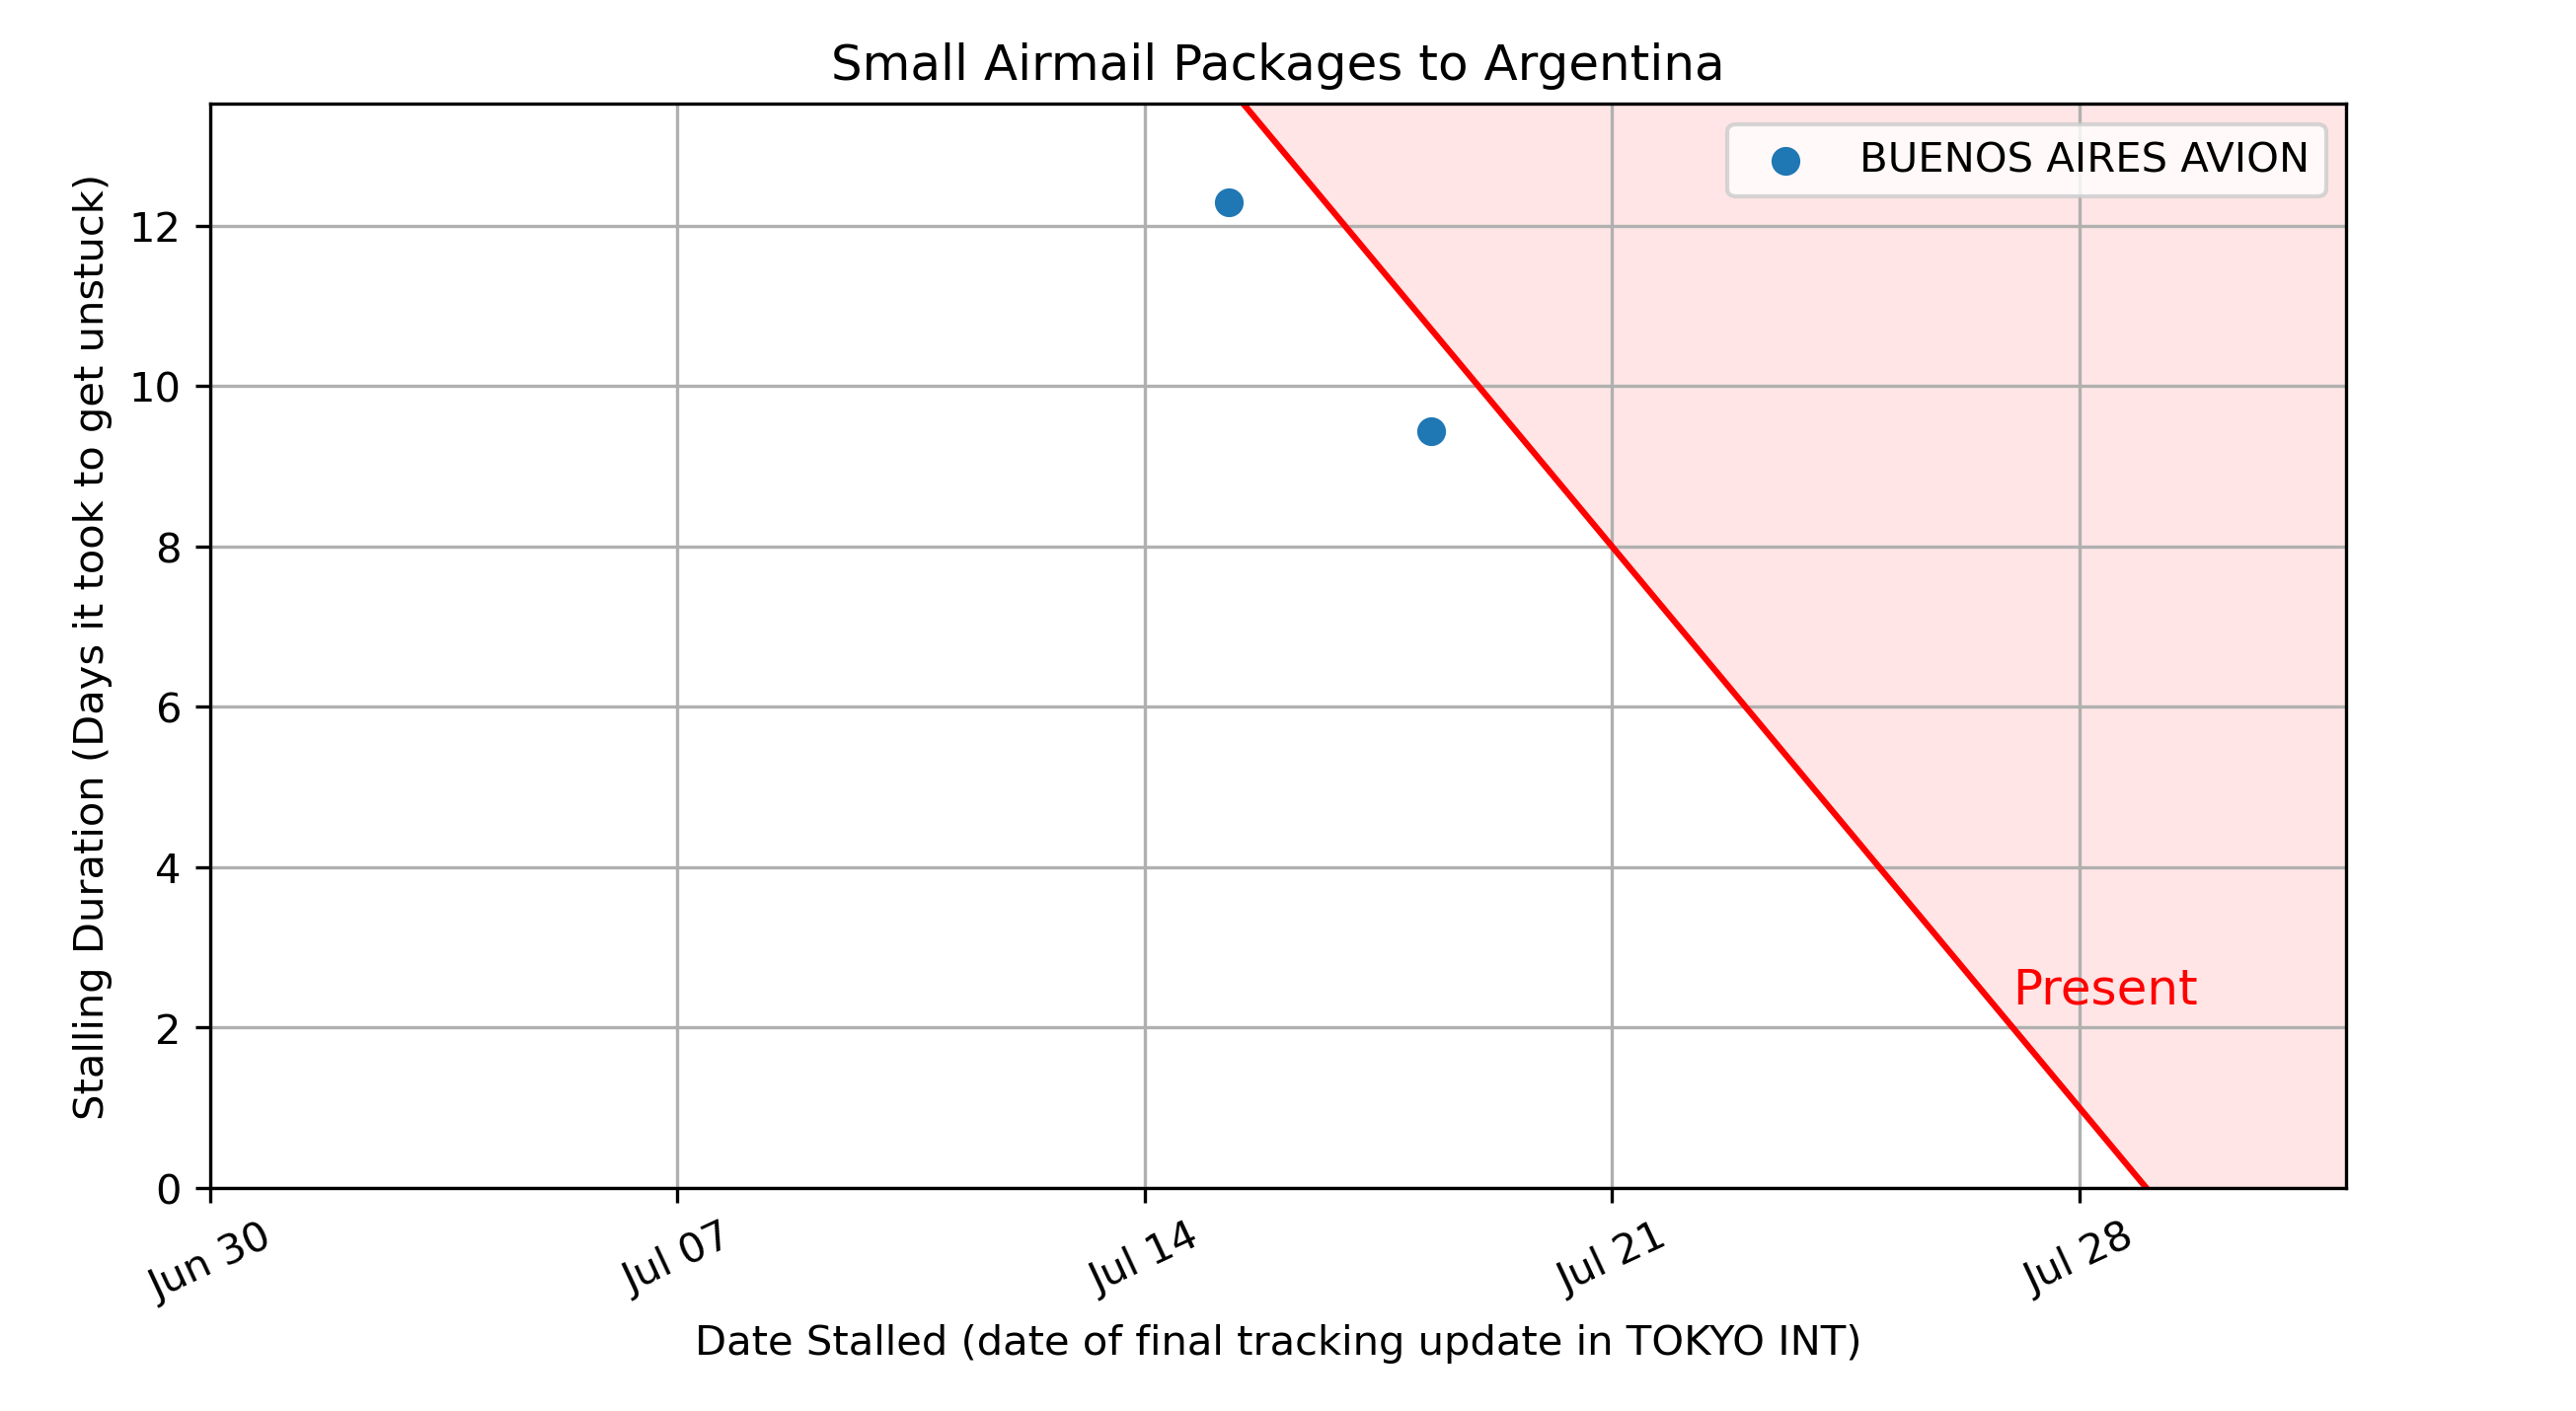 Small Airmail Packages to Argentina
BUENOS AIRES AVION
Stalling Duration (Days it took to get unstuck)
12
10
8
6
4
2
0
Present
Jun 30
Jul 07
Jul 14
Jul 21
Jul 28
Date Stalled (date of final tracking update in TOKYO INT)